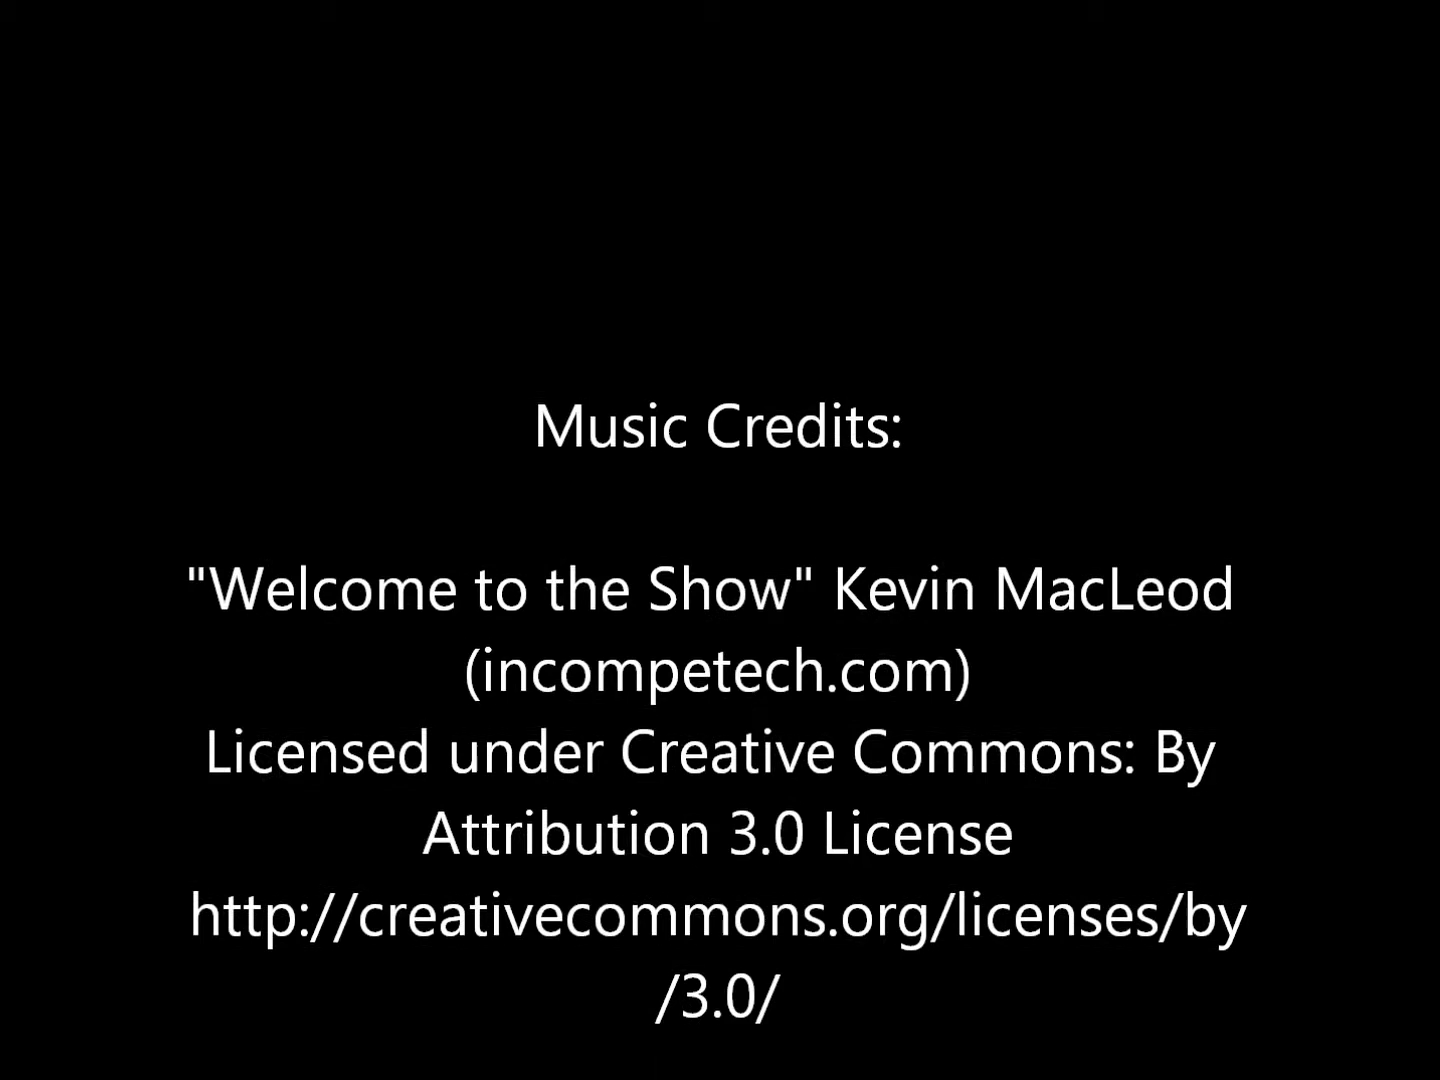 Music Credits:
"Welcome to the Show" Kevin MacLeod
(incompetech.com)
Licensed under Creative Commons: By
Attribution 3.0 License
http://creativecommons.org/licenses/by
/3.0/